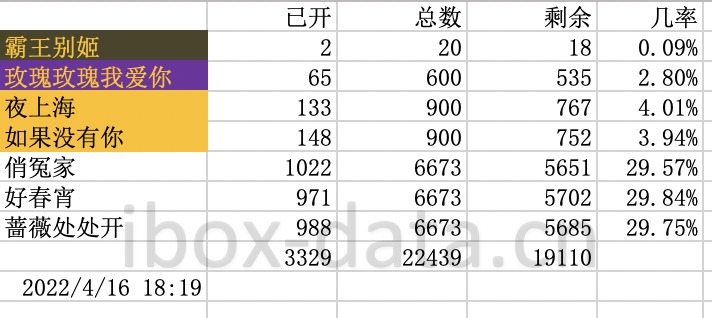 已开 总数 剩余 几率
霸王别姬 2 20 18 0.09%
玫瑰玫瑰我爱你 65 600 535 2.80%
夜上海 133 900 767 4.01%
如果没有你 148 900 752 3.94%
俏冤家 1022 6673 5651 29.57%
好春宵 971 6673 5702 29.84%
蔷薇处处开 988 6673 5685 29.75%
ibox-data.cn
3329 22439 19110
2022/4/16 18:19